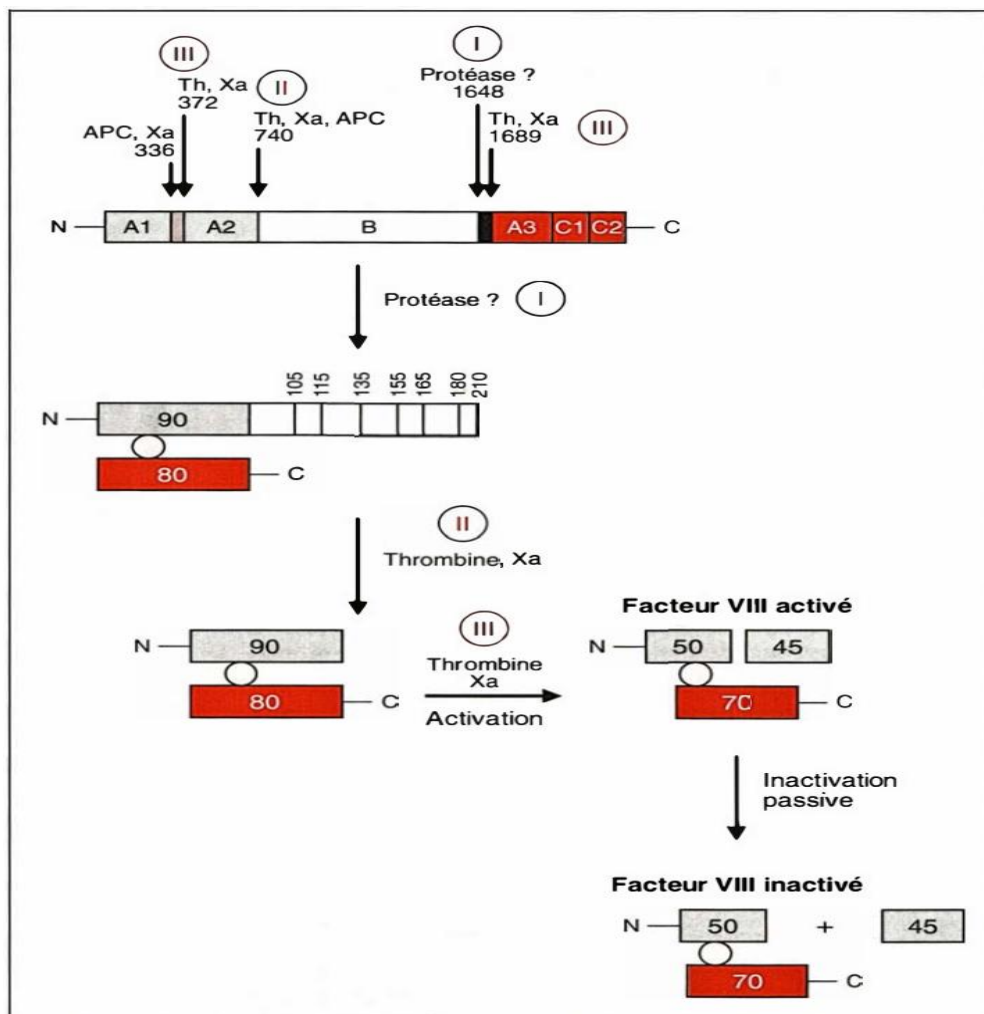 III
Th, Xa
372
II
Th, Xa, APC
740
APC, Xa
336
I
Protéase ?
1648
Th, Xa
1689
III
N
A1
A2
B
A3
C1
C2
C
Protéase ?
I
105
115
135
155
165
180
210
N
90
80
C
II
Thrombine, Xa
N
90
80
C
III
Thrombine
Xa
Activation
Facteur VIII activé
N
50
45
70
C
Inactivation
passive
Facteur VIII inactivé
N
50
+
45
70
C